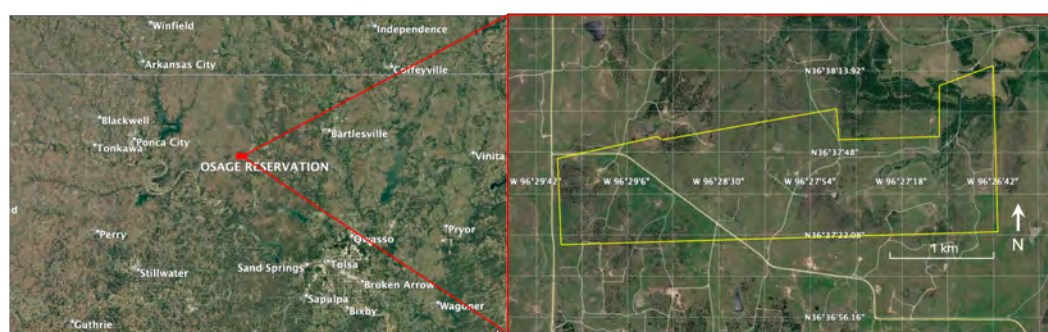 Winfield
Independence
Arkansas City
Coffeyville
Blackwell
Ponca City
Tonkawa
Bartlesville
Vinita
OSAGE RESERVATION
d
Perry
Owasso
Pryor
Sand Springs
Tulsa
Stillwater
Broken Arrow
Sapulpa
Bixby
Wagoner
Guthrie
N36°38'13.92"
N36°37'48"
W 96°29'42"
W 96°29'6"
W 96°28'30"
W 96°27'54"
W 96°27'18"
W 96°26'42"
N36°37'22.08"
1 km
N
N36°36'56.16"